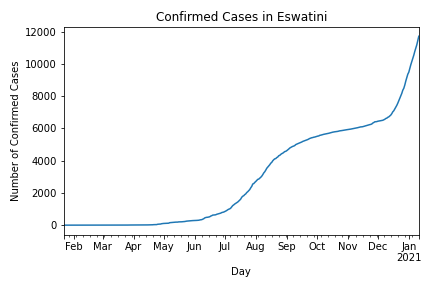 Confirmed Cases in Eswatini
Number of Confirmed Cases
12000
10000
8000
6000
4000
2000
0
Feb Mar Apr May Jun Jul Aug Sep Oct Nov Dec Jan
2021
Day